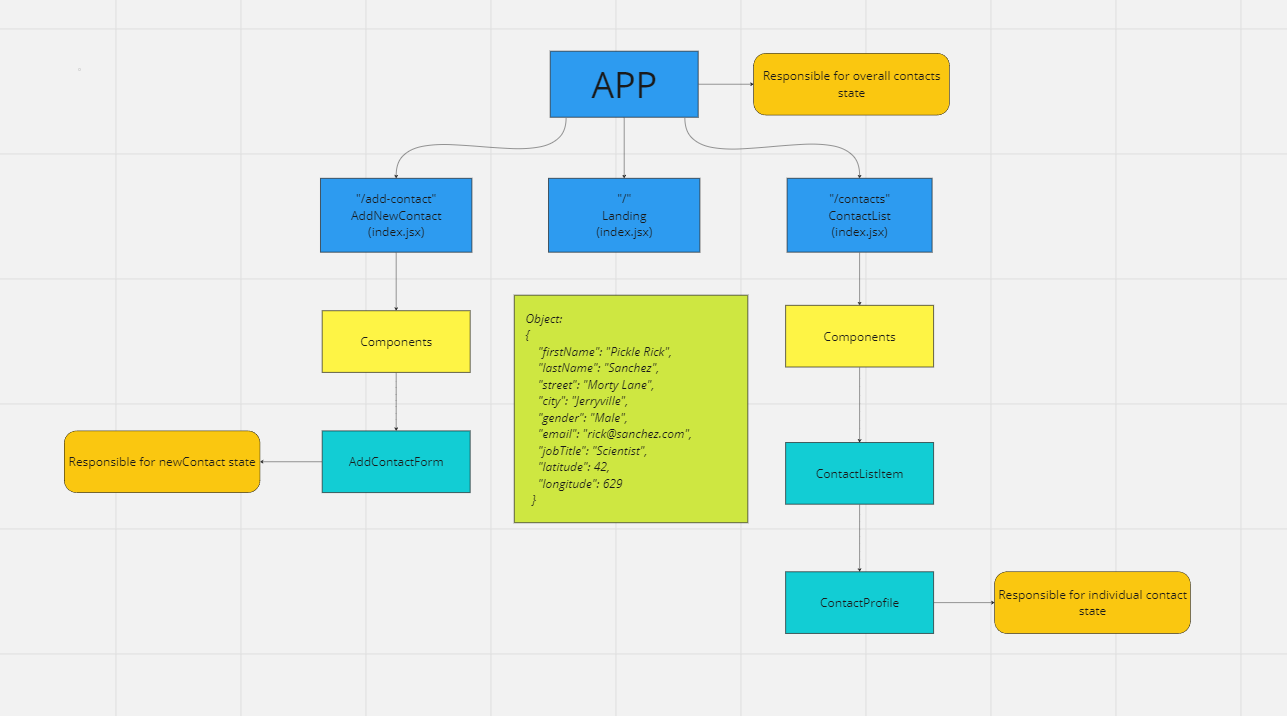 APP
Responsible for overall contacts
state
"/add-contact"
AddNewContact
(index.jsx)
"/"
Landing
(index.jsx)
"/contacts"
ContactList
(index.jsx)
Components
Object:
{
"firstName": "Pickle Rick",
"lastName": "Sanchez",
"street": "Morty Lane",
"city": "Jerryville",
"gender": "Male",
"email": "rick@sanchez.com",
"jobTitle": "Scientist",
"latitude": 42,
"longitude": 629
}
Components
Responsible for newContact state
AddContactForm
ContactListItem
ContactProfile
Responsible for individual contact
state